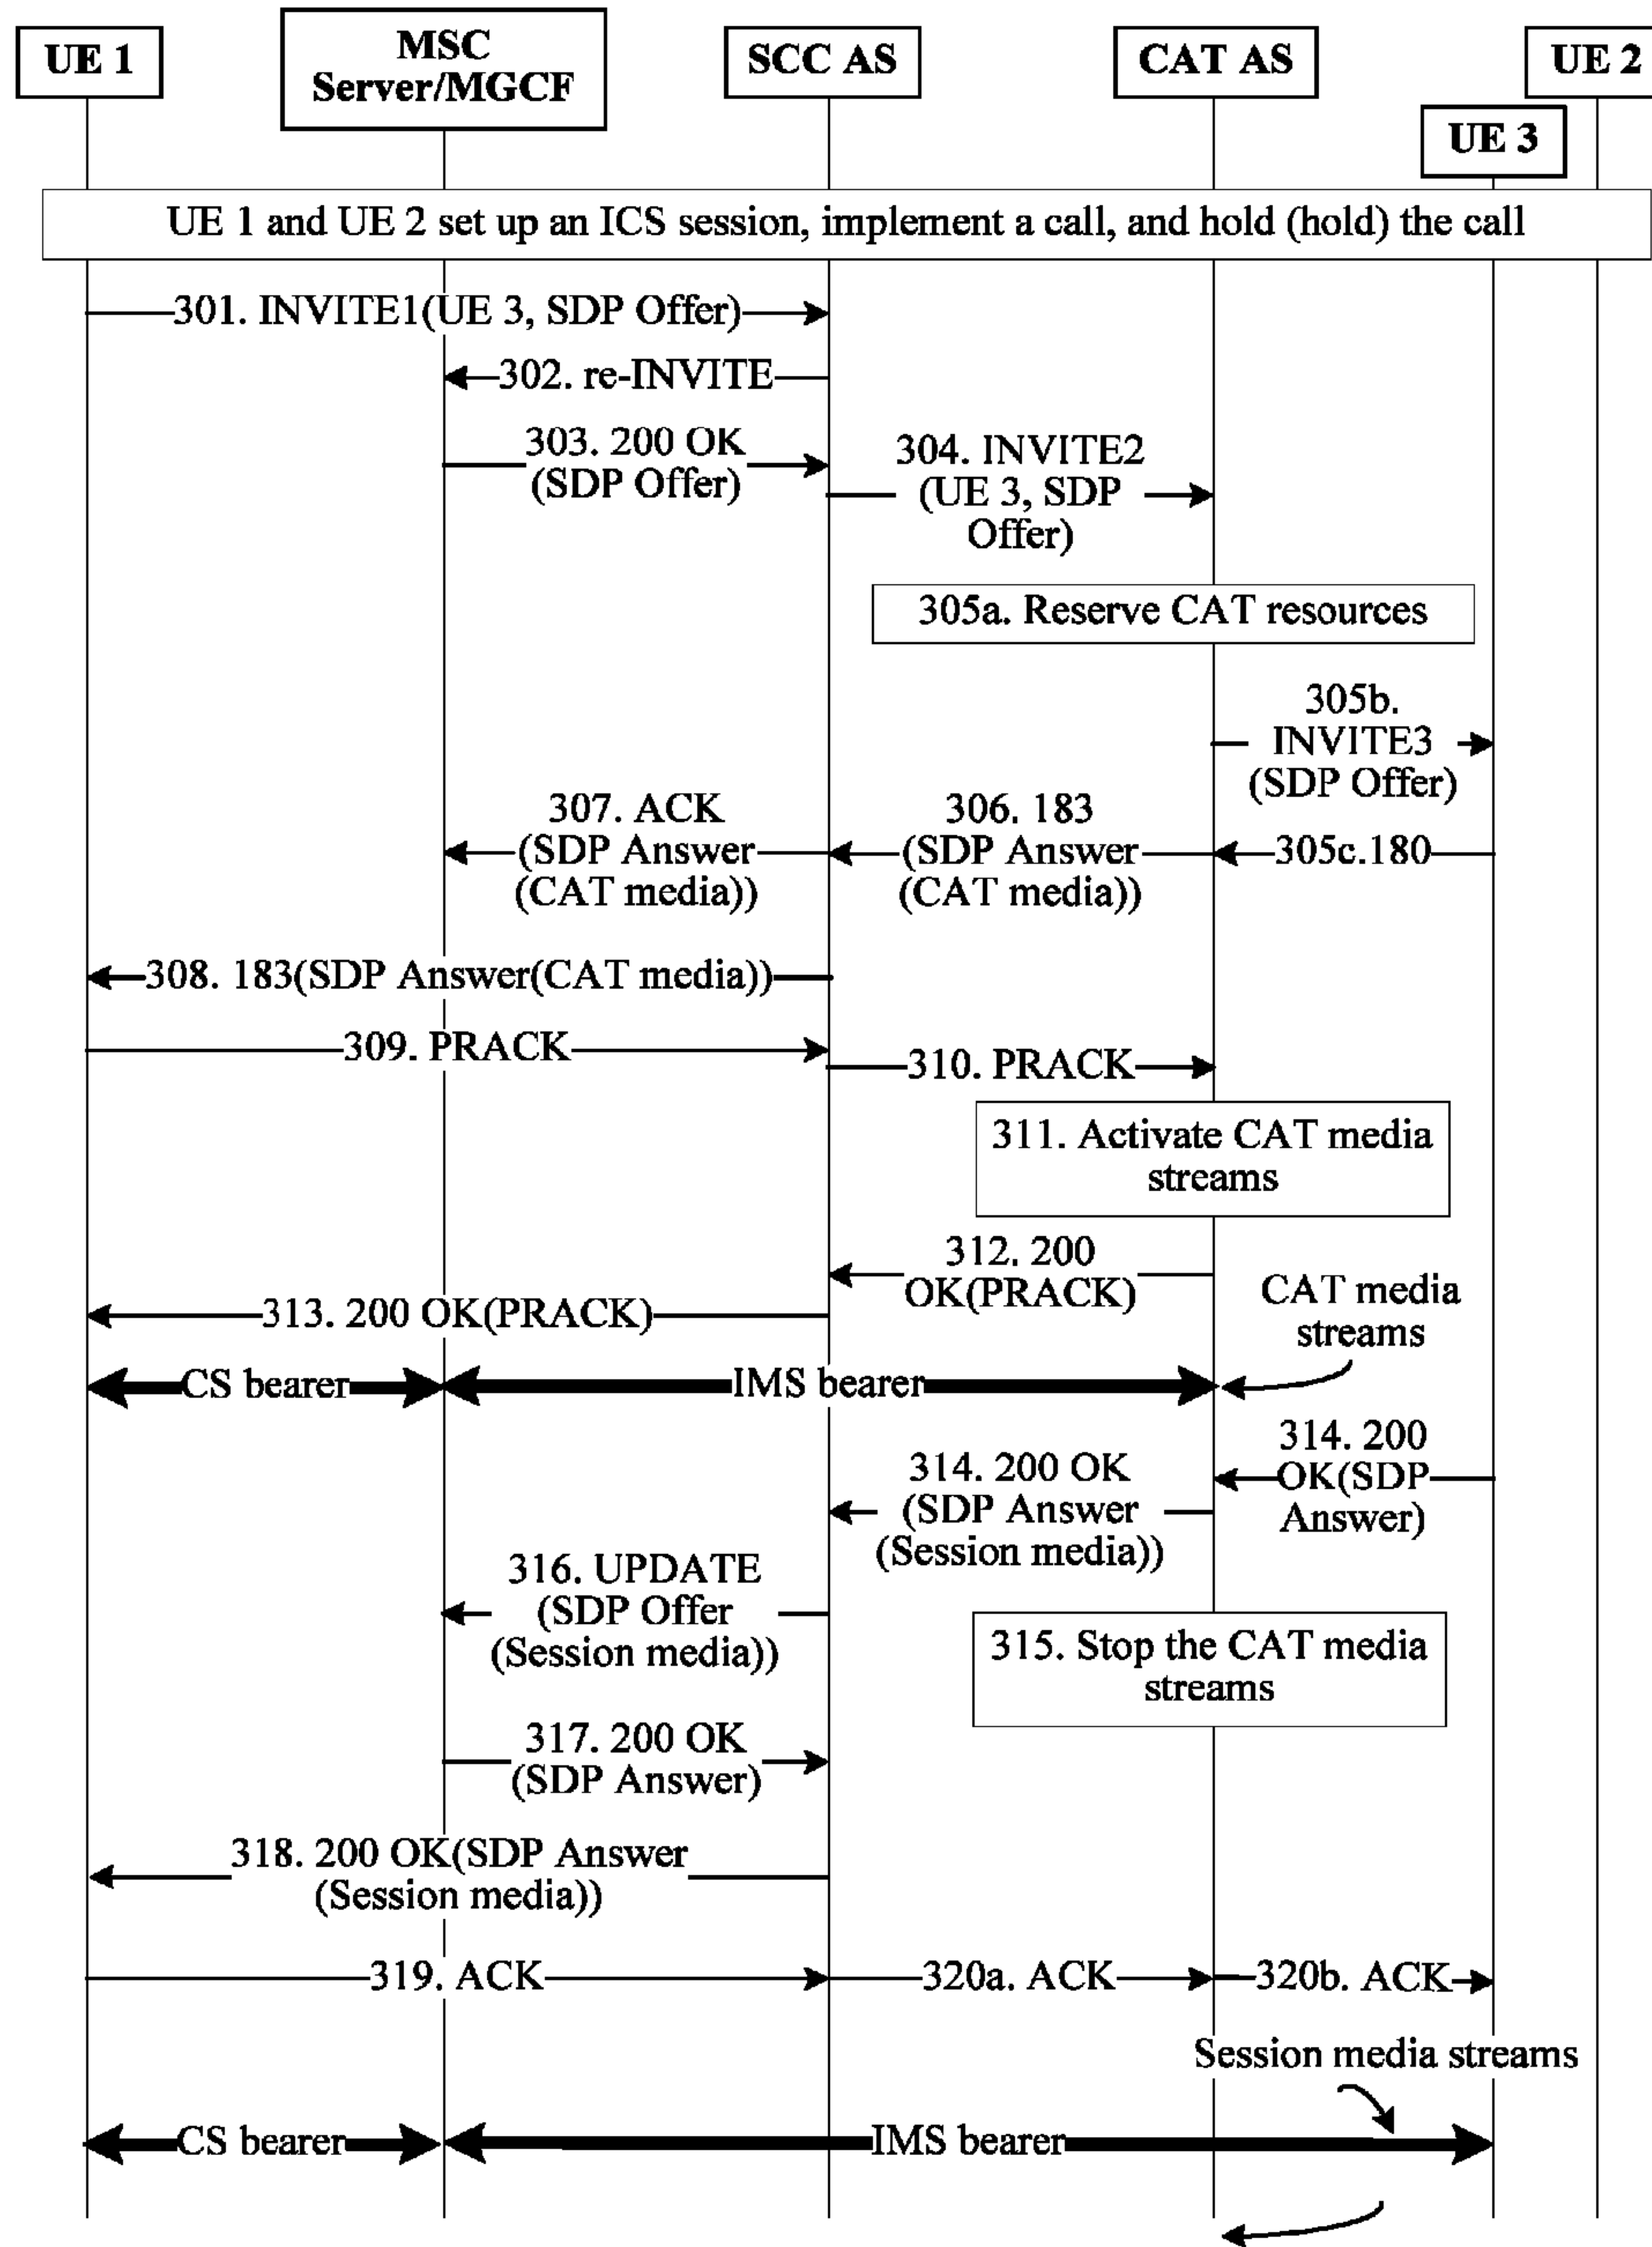 UE 1
MSC
Server/MGCF
SCC AS
CAT AS
UE 2
UE 3
UE 1 and UE 2 set up an ICS session, implement a call, and hold (hold) the call
301. INVITE1(UE 3, SDP Offer)
302. re-INVITE
303. 200 OK
(SDP Offer)
304. INVITE2
(UE 3, SDP
Offer)
305a. Reserve CAT resources
305b.
INVITE3
(SDP Offer)
307. ACK
(SDP Answer
(CAT media))
306. 183
(SDP Answer
(CAT media))
305c.180
308. 183(SDP Answer(CAT media))
309. PRACK
310. PRACK
311. Activate CAT media
streams
312. 200
OK(PRACK)
313. 200 OK(PRACK)
CAT media
streams
CS bearer
IMS bearer
314. 200
OK(SDP
Answer)
314. 200 OK
(SDP Answer
(Session media))
316. UPDATE
(SDP Offer
(Session media))
315. Stop the CAT media
streams
317. 200 OK
(SDP Answer)
318. 200 OK(SDP Answer
(Session media))
319. ACK
320a. ACK
320b. ACK
Session media streams
CS bearer
IMS bearer